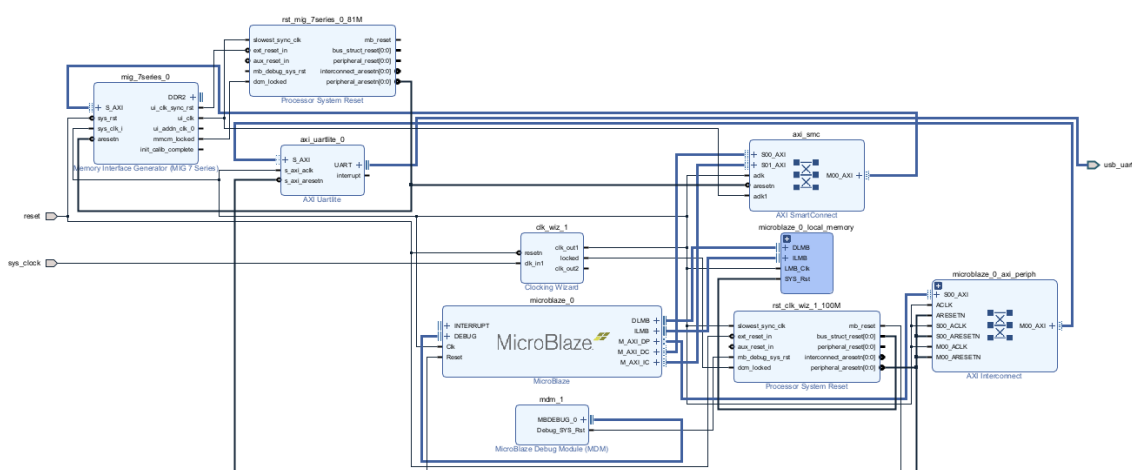 rst_mig_7series_0_81M
slowest_sync_clk
ext_reset_in
aux_reset_in
mb_debug_sys_rst
dcm_locked
mb_reset
bus_struct_reset[0:0]
peripheral_reset[0:0]
interconnect_aresetn[0:0]
peripheral_aresetn[0:0]
Processor System Reset
mig_7series_0
S_AXI
sys_rst
sys_clk_i
aresetn
DDR2
ui_clk_sync_rst
ui_clk
ui_addn_clk_0
mmcm_locked
init_calib_complete
Memory Interface Generator (MIG 7 Series)
axi_uartlite_0
S_AXI
s_axi_aclk
s_axi_aresetn
UART
interrupt
AXI Uartlite
axi_smc
S00_AXI
S01_AXI
aclk
aresetn
aclk1
M00_AXI
AXI SmartConnect
usb_uart
reset
sys_clock
clk_wiz_1
resetn
clk_in1
clk_out1
locked
clk_out2
Clocking Wizard
microblaze_0_local_memory
DLMB
ILMB
LMB_Clk
SYS_Rst
microblaze_0
INTERRUPT
DEBUG
Clk
Reset
MicroBlaze
DLMB
ILMB
M_AXI_DP
M_AXI_DC
M_AXI_IC
MicroBlaze
rst_clk_wiz_1_100M
slowest_sync_clk
ext_reset_in
aux_reset_in
mb_debug_sys_rst
dcm_locked
mb_reset
bus_struct_reset[0:0]
peripheral_reset[0:0]
interconnect_aresetn[0:0]
peripheral_aresetn[0:0]
Processor System Reset
microblaze_0_axi_periph
S00_AXI
ACLK
ARESETN
S00_ACLK
S00_ARESETN
M00_ACLK
M00_ARESETN
M00_AXI
AXI Interconnect
mdm_1
MBDEBUG_0
Debug_SYS_Rst
MicroBlaze Debug Module (MDM)